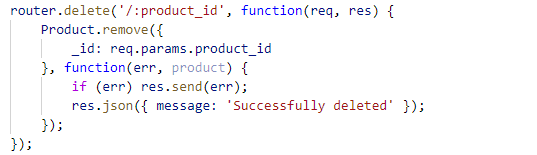 router.delete('/:product_id', function(req, res) {
    Product.remove({
        _id: req.params.product_id
    }, function(err, product) {
        if (err) res.send(err);
        res.json({ message: 'Successfully deleted' });
    });
});